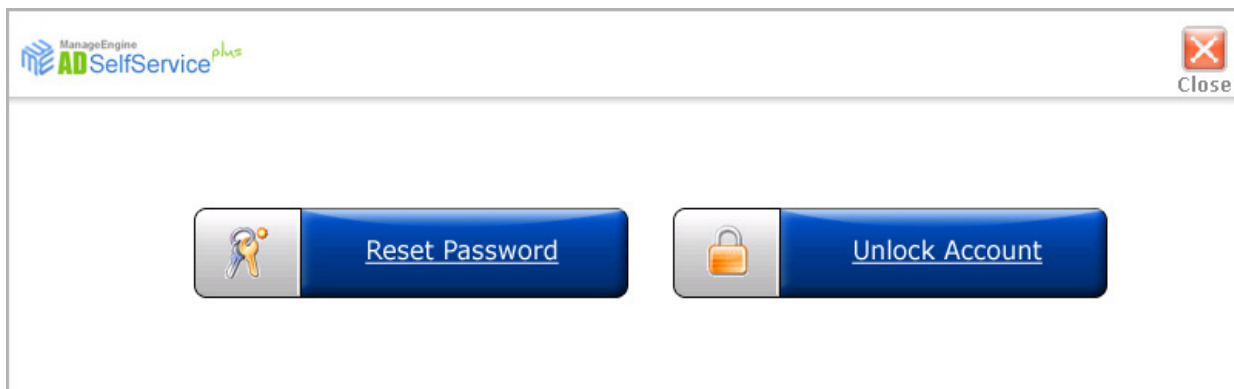 ManageEngine
ADSelfService plus
Close
Reset Password
Unlock Account